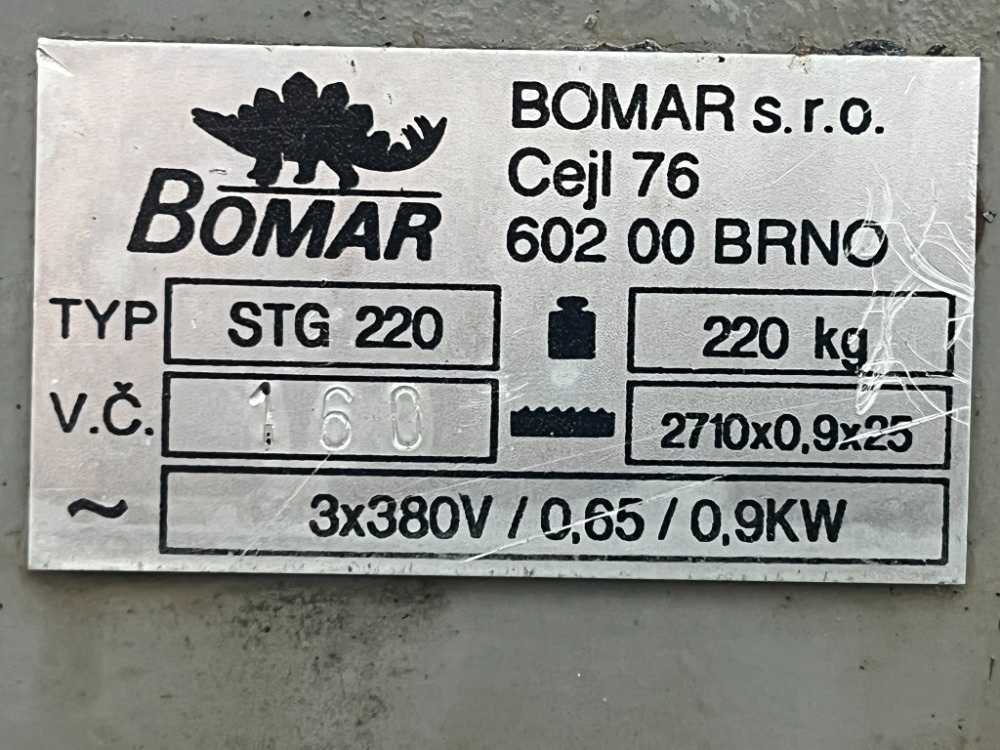 BOMAR
BOMAR s.r.o.
Cejl 76
602 00 BRNO
TYP STG 220
220 kg
V.Č. 160
2710x0,9x25
~ 3x380V / 0,65 / 0,9KW